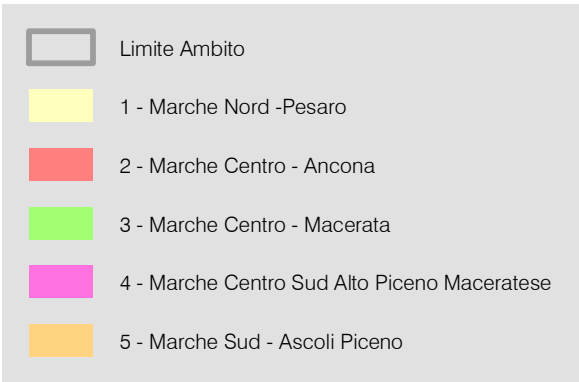 Limite Ambito
1 - Marche Nord -Pesaro
2 - Marche Centro - Ancona
3 - Marche Centro - Macerata
4 - Marche Centro Sud Alto Piceno Maceratese
5 - Marche Sud - Ascoli Piceno